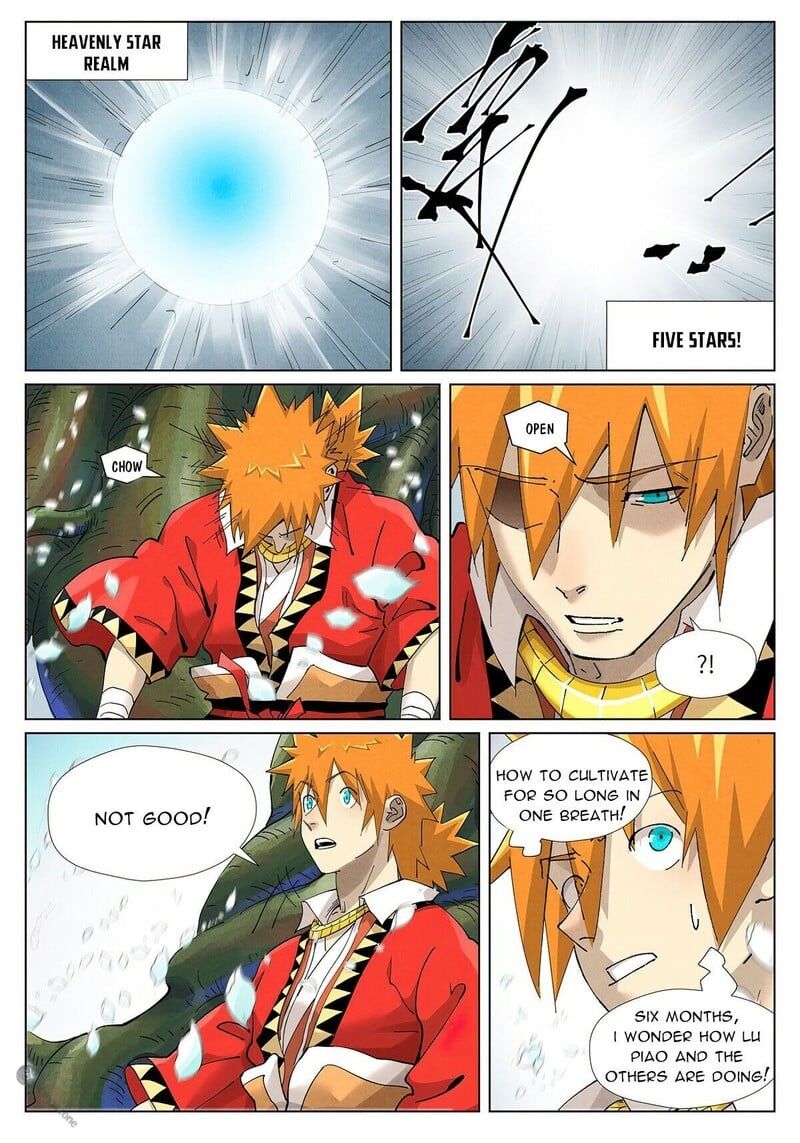 HEAVENLY STAR
REALM
FIVE STARS!
CHOW
OPEN
?!
NOT GOOD!
HOW TO CULTIVATE
FOR SO LONG IN
ONE BREATH!
SIX MONTHS,
I WONDER HOW LU
PIAO AND THE
OTHERS ARE DOING!